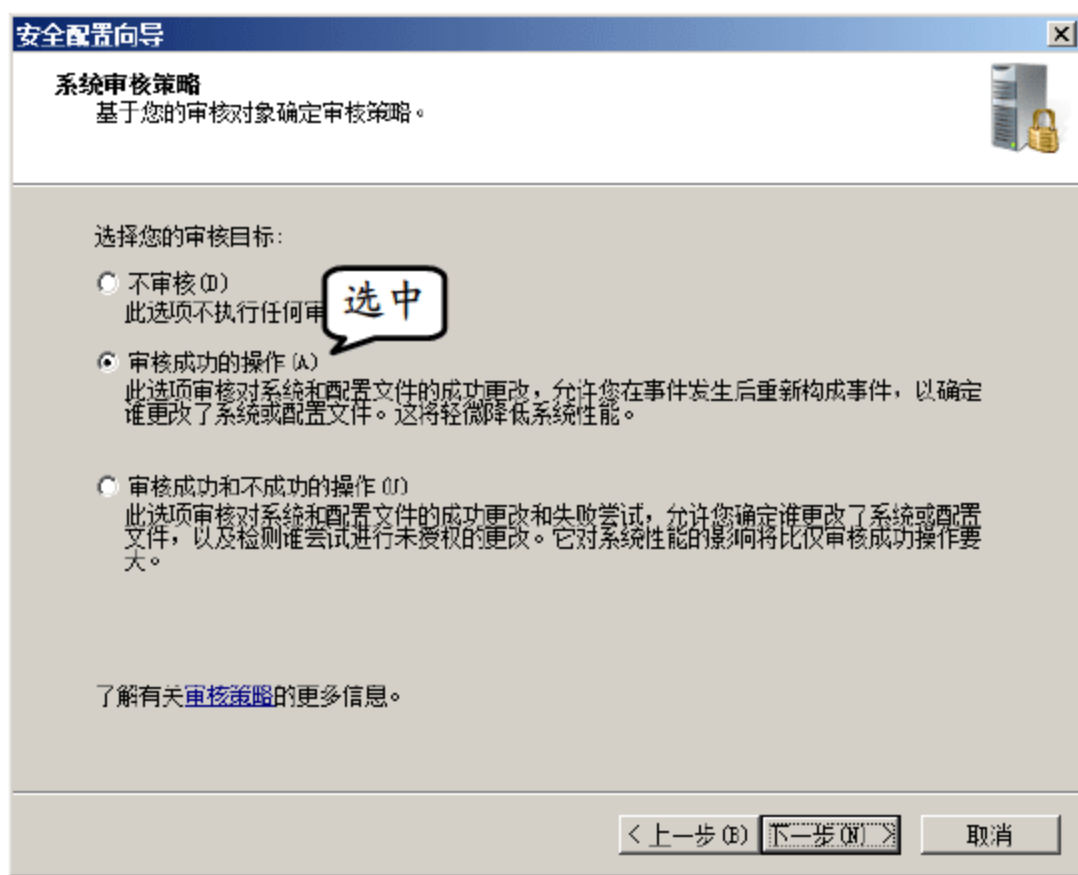 安全配置向导
系统审核策略
基于您的审核对象确定审核策略。
选择您的审核目标:
不审核(D)
此选项不执行任何审
选中
审核成功的操作(A)
此选项审核对系统和配置文件的成功更改，允许您在事件发生后重新构成事件，以确定
谁更改了系统或配置文件。这将轻微降低系统性能。
审核成功和不成功的操作(U)
此选项审核对系统和配置文件的成功更改和失败尝试，允许您确定谁更改了系统或配置
文件，以及检测谁尝试进行未授权的更改。它对系统性能的影响将比仅审核成功操作要
大。
了解有关审核策略的更多信息。
<上一步(B) 下一步(N)> 取消